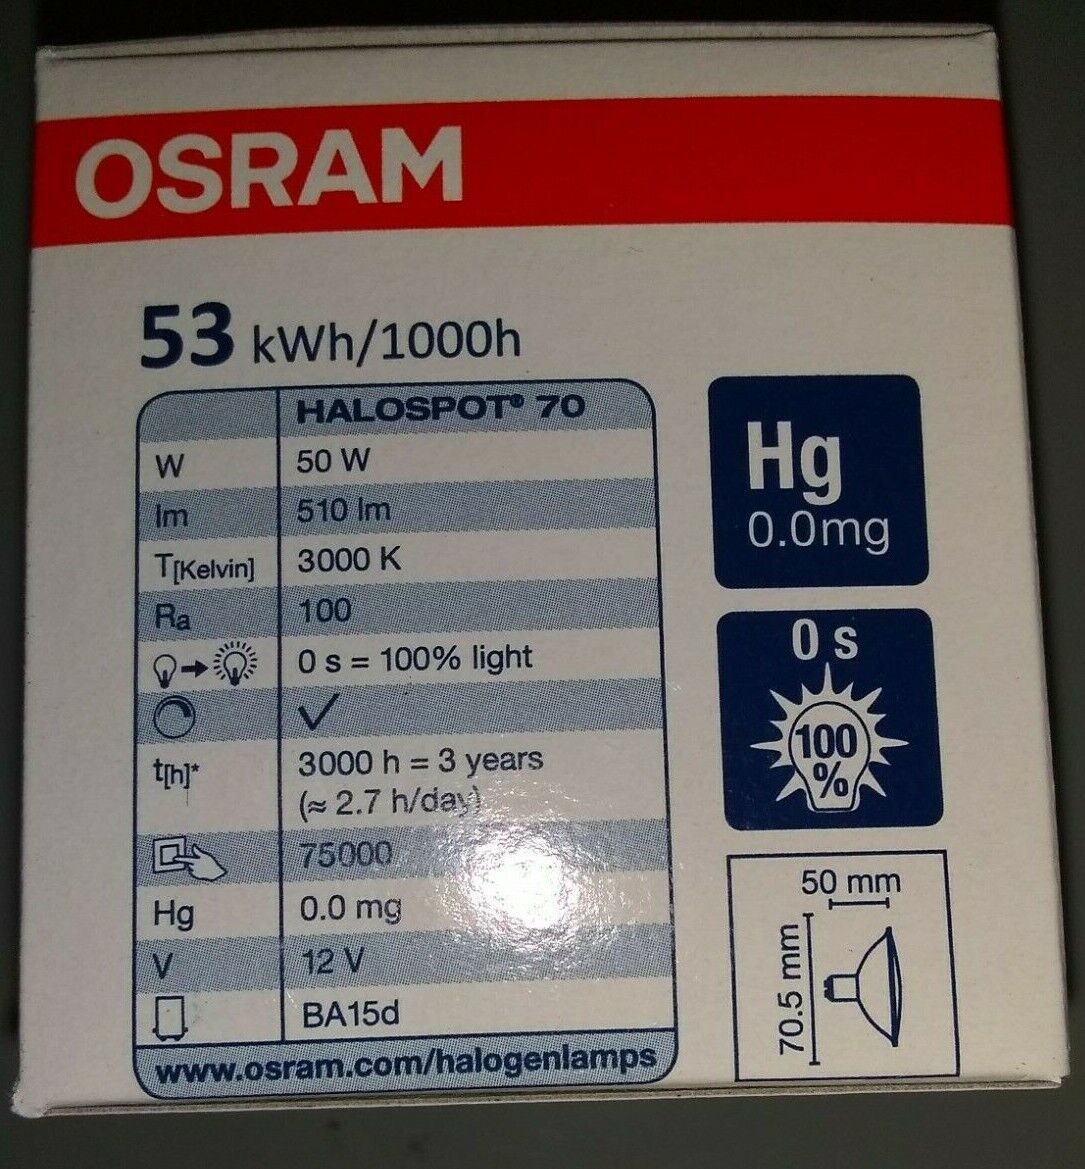 OSRAM
53 kWh/1000h
HALOSPOT® 70
W 50 W
lm 510 lm
T[Kelvin] 3000 K
Ra 100
0 s = 100% light
✓
t[h]* 3000 h = 3 years
(≈ 2.7 h/day)
75000
Hg 0.0 mg
V 12 V
BA15d
www.osram.com/halogenlamps
Hg
0.0mg
0 s
100
%
50 mm
70.5 mm